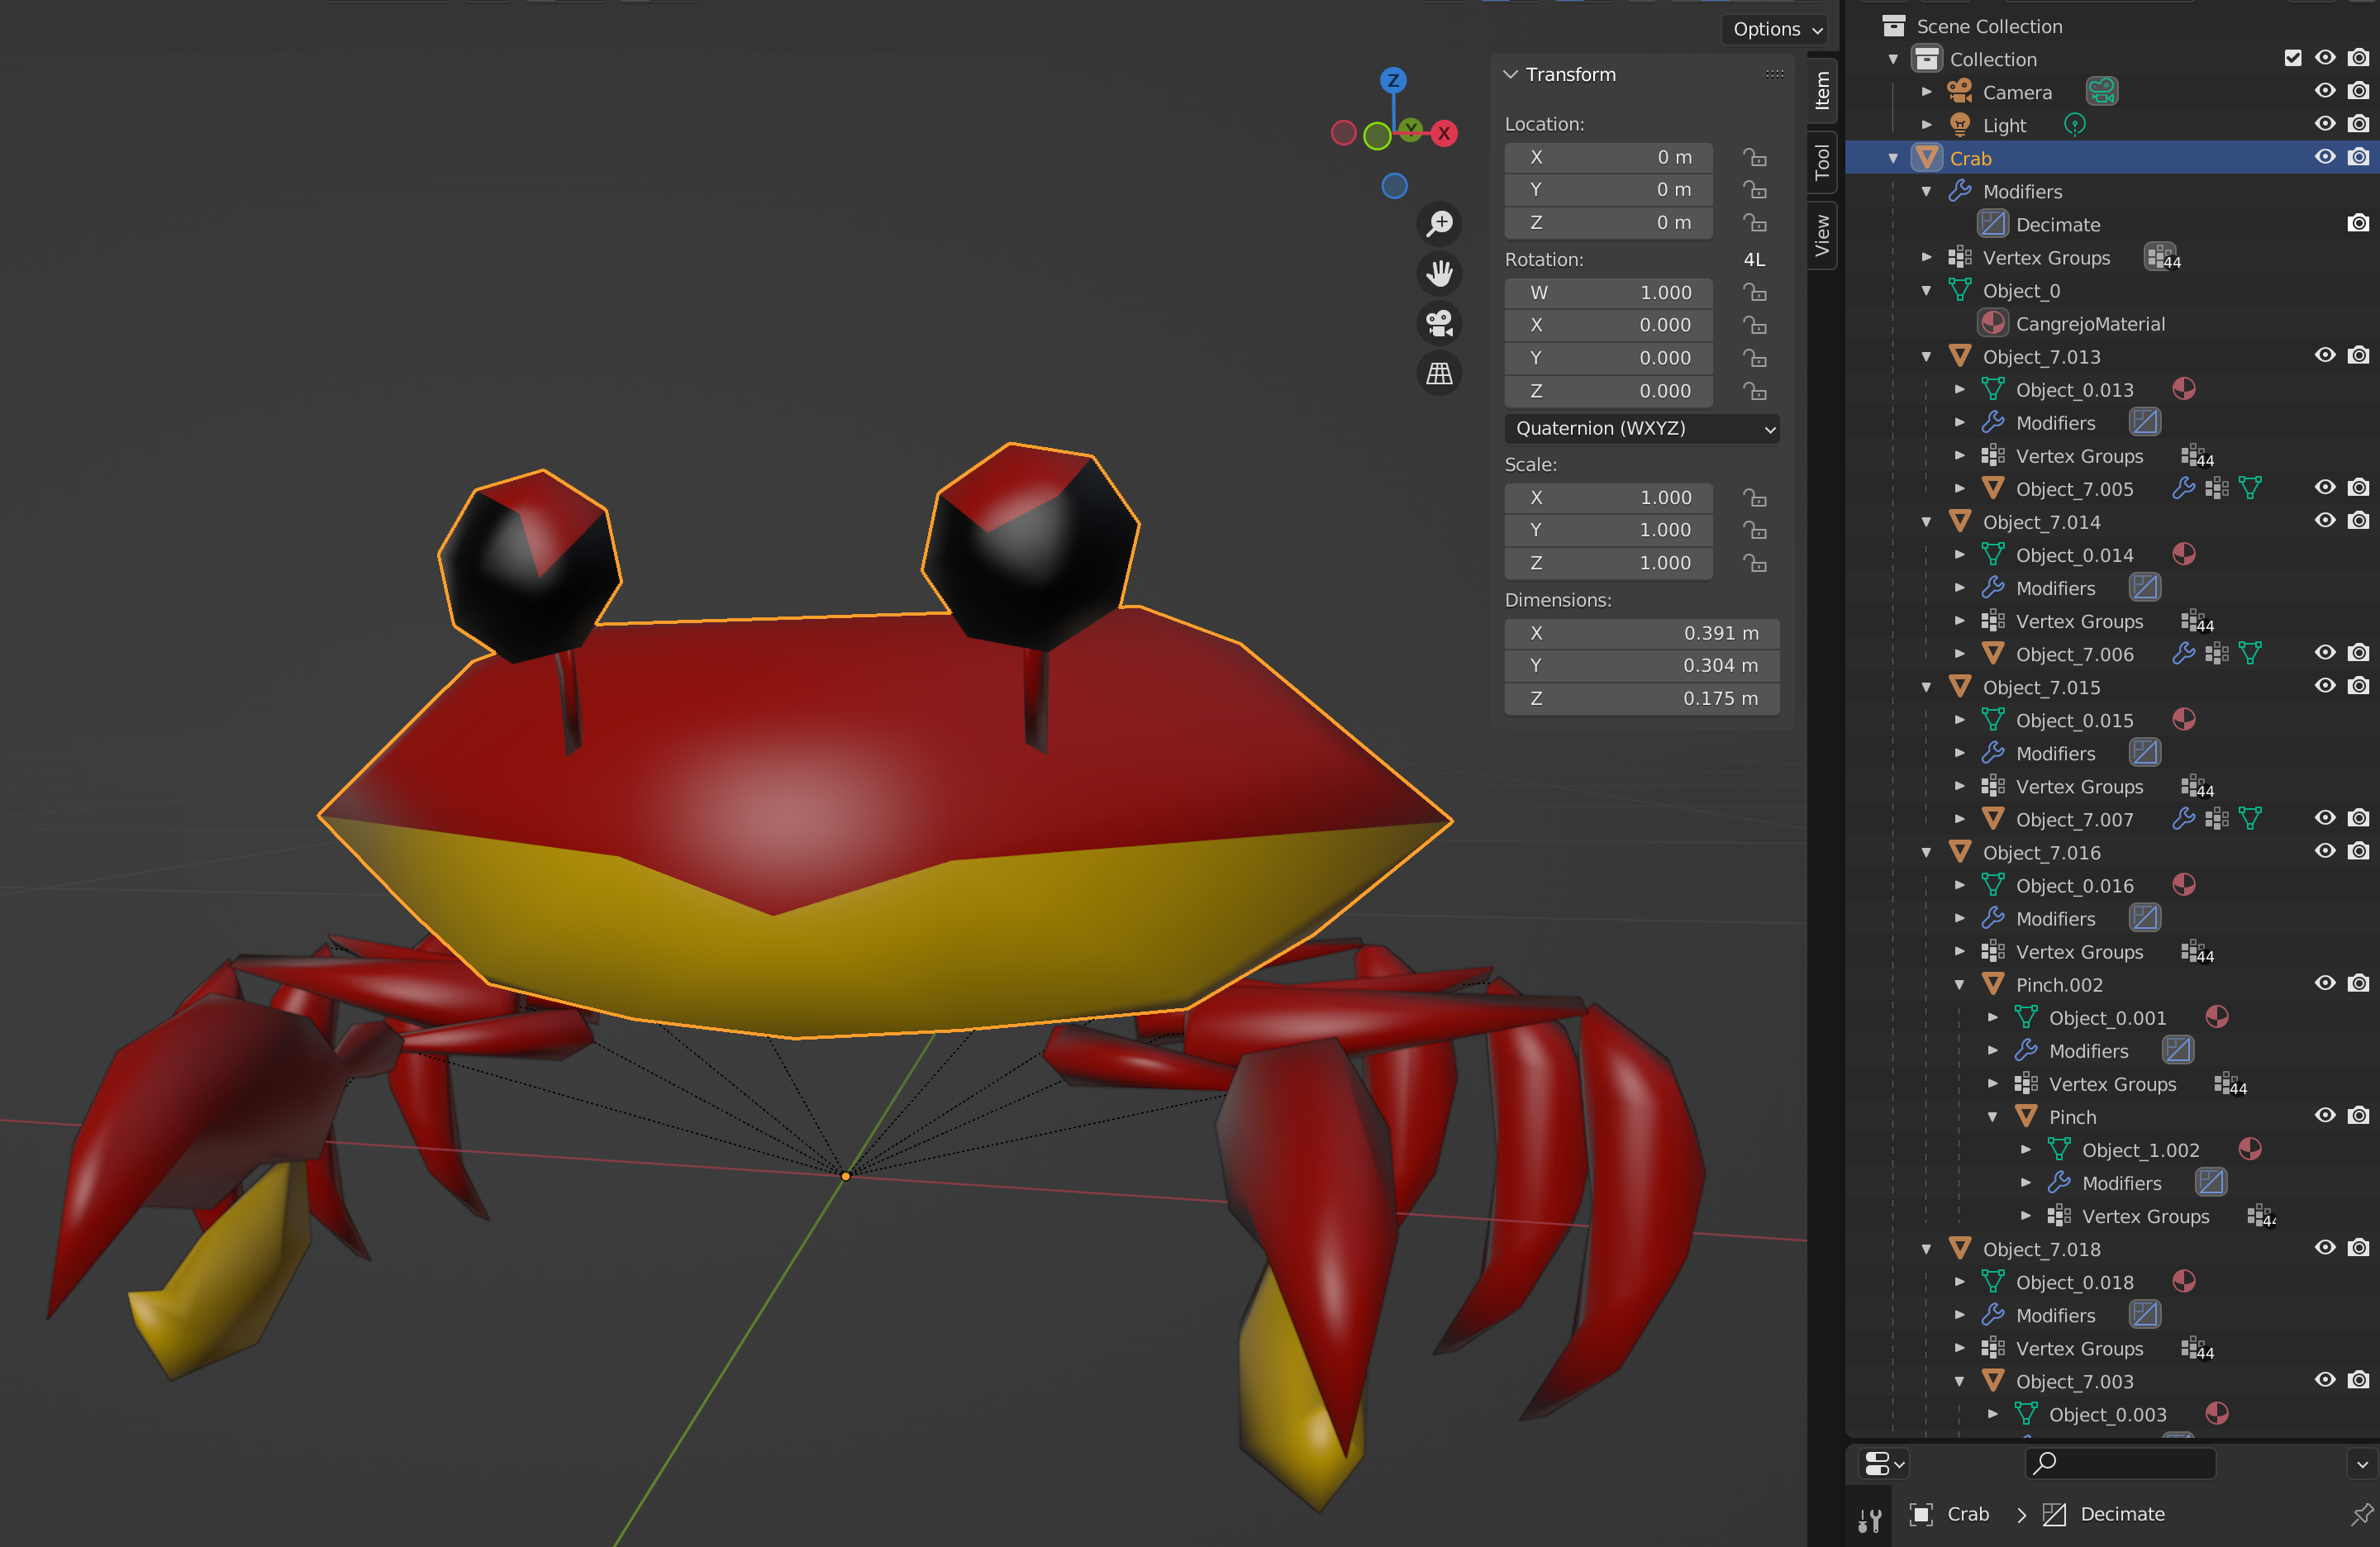 Options
Transform
Location:
X 0 m
Y 0 m
Z 0 m
Rotation: 4L
W 1.000
X 0.000
Y 0.000
Z 0.000
Quaternion (WXYZ)
Scale:
X 1.000
Y 1.000
Z 1.000
Dimensions:
X 0.391 m
Y 0.304 m
Z 0.175 m
Item
Tool
View
Z
Y
X
Scene Collection
Collection
Camera
Light
Crab
Modifiers
Decimate
Vertex Groups 44
Object_0
CangrejoMaterial
Object_7.013
Object_0.013
Modifiers
Vertex Groups 44
Object_7.005
Object_7.014
Object_0.014
Modifiers
Vertex Groups 44
Object_7.006
Object_7.015
Object_0.015
Modifiers
Vertex Groups 44
Object_7.007
Object_7.016
Object_0.016
Modifiers
Vertex Groups 44
Pinch.002
Object_0.001
Modifiers
Vertex Groups 44
Pinch
Object_1.002
Modifiers
Vertex Groups 44
Object_7.018
Object_0.018
Modifiers
Vertex Groups 44
Object_7.003
Object_0.003
Crab > Decimate